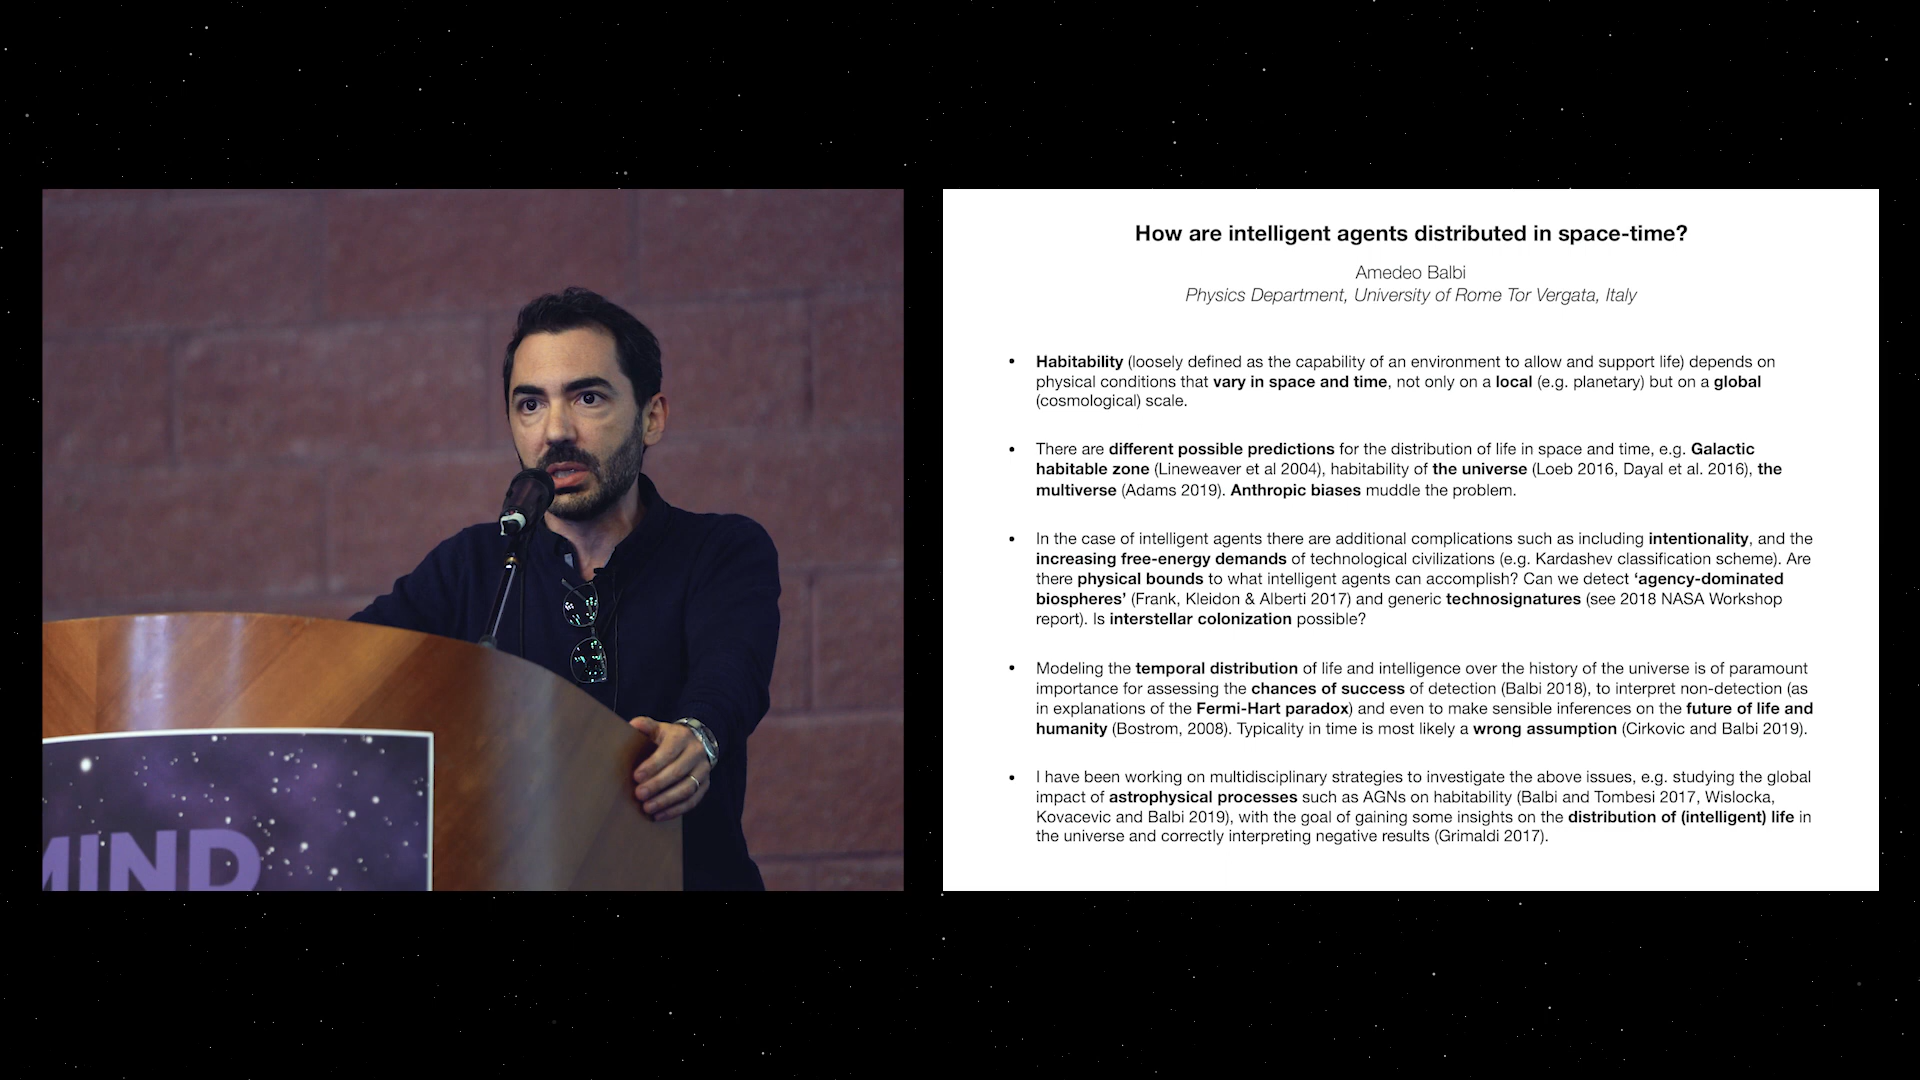 How are intelligent agents distributed in space-time?
Amedeo Balbi
Physics Department, University of Rome Tor Vergata, Italy
• Habitability (loosely defined as the capability of an environment to allow and support life) depends on
physical conditions that vary in space and time, not only on a local (e.g. planetary) but on a global
(cosmological) scale.
• There are different possible predictions for the distribution of life in space and time, e.g. Galactic
habitable zone (Lineweaver et al 2004), habitability of the universe (Loeb 2016, Dayal et al. 2016), the
multiverse (Adams 2019). Anthropic biases muddle the problem.
• In the case of intelligent agents there are additional complications such as including intentionality, and the
increasing free-energy demands of technological civilizations (e.g. Kardashev classification scheme). Are
there physical bounds to what intelligent agents can accomplish? Can we detect ‘agency-dominated
biospheres’ (Frank, Kleidon & Alberti 2017) and generic technosignatures (see 2018 NASA Workshop
report). Is interstellar colonization possible?
• Modeling the temporal distribution of life and intelligence over the history of the universe is of paramount
importance for assessing the chances of success of detection (Balbi 2018), to interpret non-detection (as
in explanations of the Fermi-Hart paradox) and even to make sensible inferences on the future of life and
humanity (Bostrom, 2008). Typicality in time is most likely a wrong assumption (Cirkovic and Balbi 2019).
• I have been working on multidisciplinary strategies to investigate the above issues, e.g. studying the global
impact of astrophysical processes such as AGNs on habitability (Balbi and Tombesi 2017, Wislocka,
Kovacevic and Balbi 2019), with the goal of gaining some insights on the distribution of (intelligent) life in
the universe and correctly interpreting negative results (Grimaldi 2017).
MIND